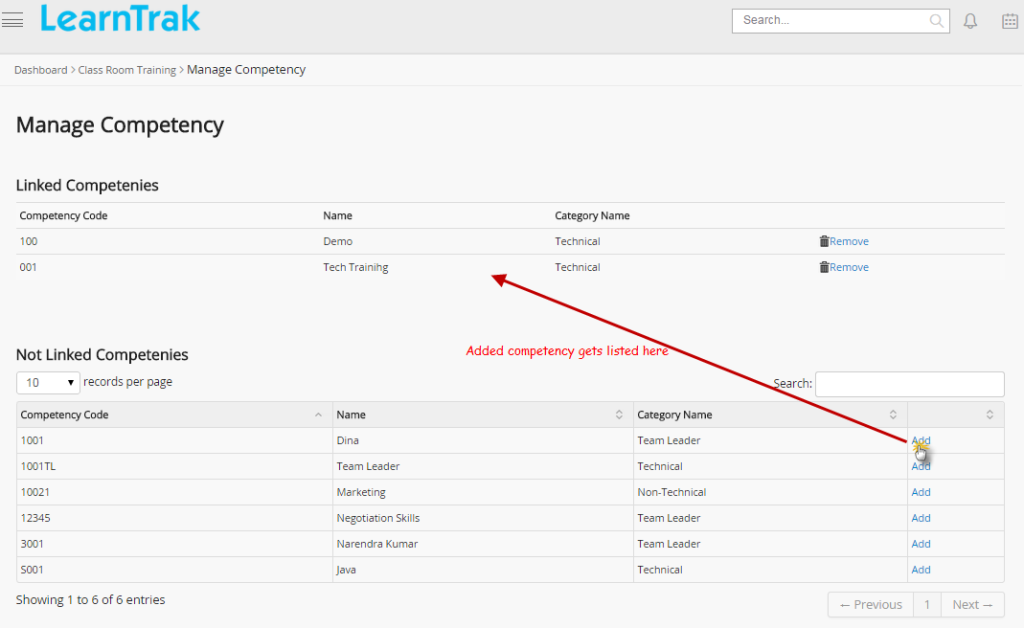 LearnTrak
Search...
Dashboard > Class Room Training > Manage Competency
Manage Competency
Linked Competenies
Competency Code Name Category Name
100 Demo Technical Remove
001 Tech Trainihg Technical Remove
Added competency gets listed here
Not Linked Competenies
10 records per page Search:
Competency Code Name Category Name
1001 Dina Team Leader Add
1001TL Team Leader Technical Add
10021 Marketing Non-Technical Add
12345 Negotiation Skills Team Leader Add
3001 Narendra Kumar Team Leader Add
S001 Java Technical Add
Showing 1 to 6 of 6 entries
← Previous 1 Next →